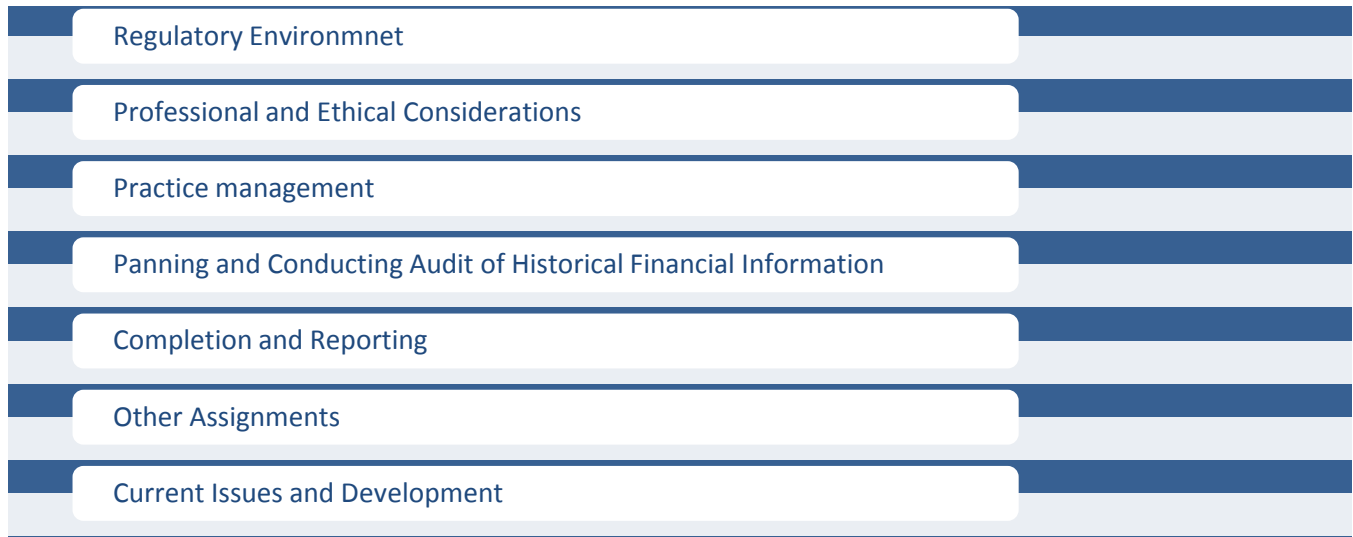 Regulatory Environmnet
Professional and Ethical Considerations
Practice management
Panning and Conducting Audit of Historical Financial Information
Completion and Reporting
Other Assignments
Current Issues and Development